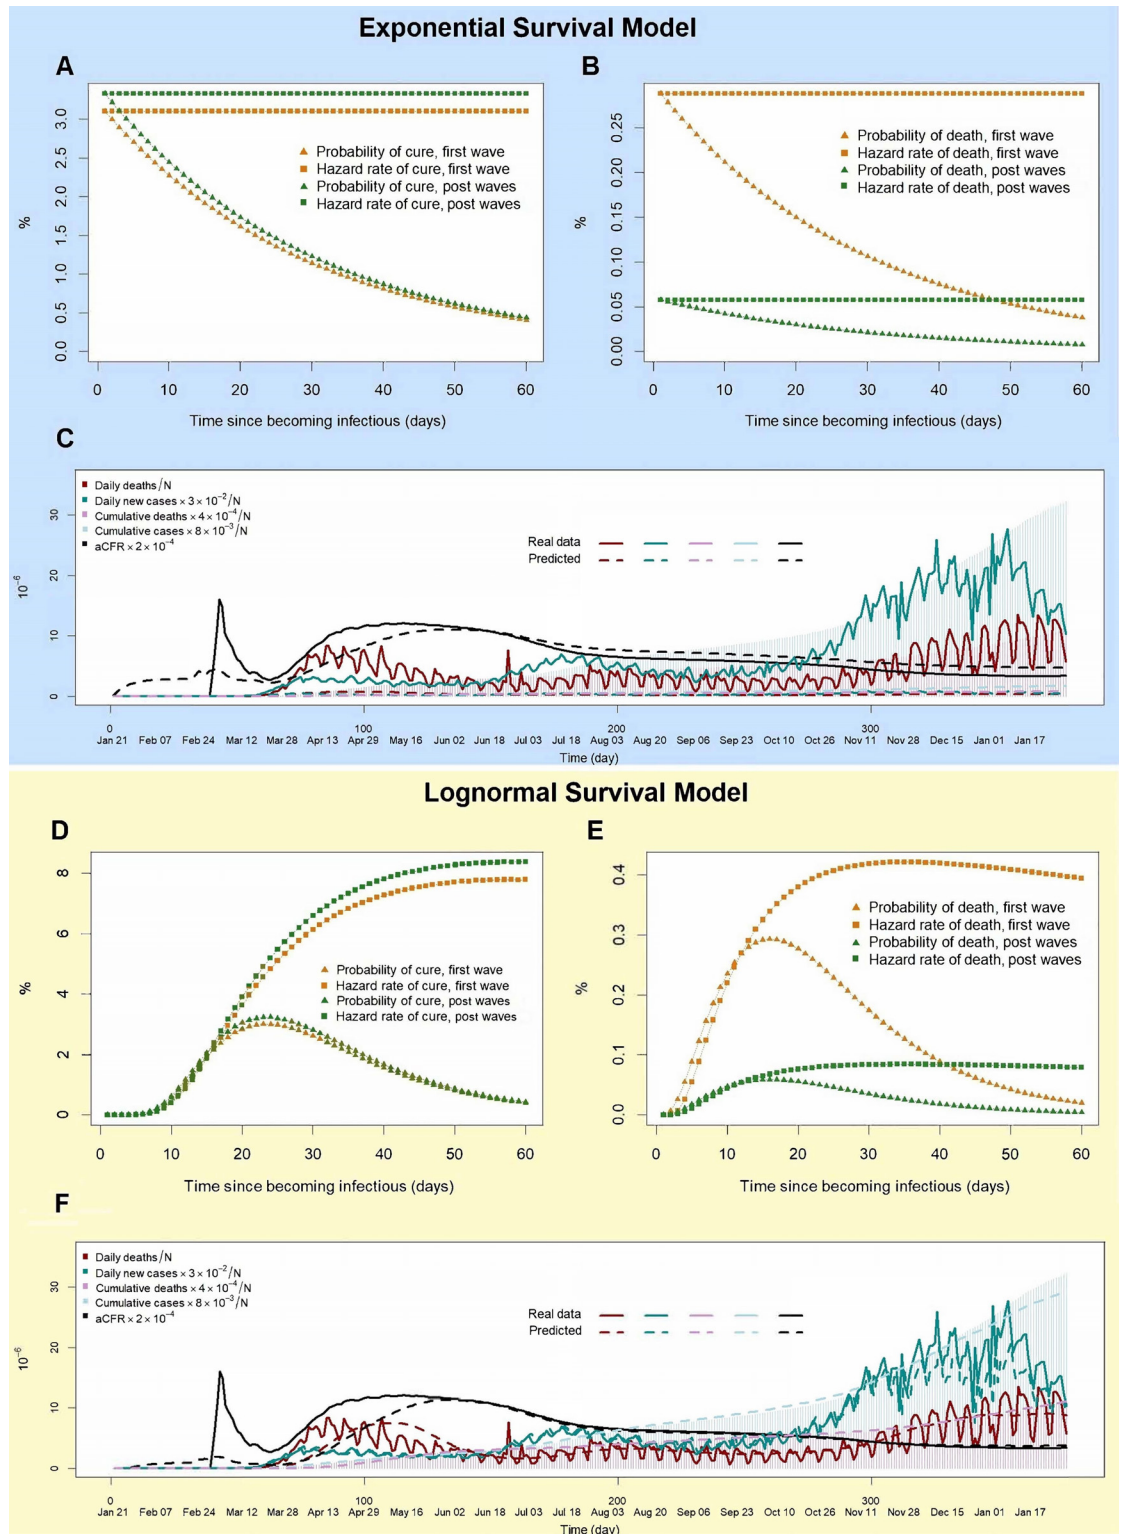 Exponential Survival Model
A
3.0
2.5
2.0
1.5
1.0
0.5
0.0
%
Probability of cure, first wave
Hazard rate of cure, first wave
Probability of cure, post waves
Hazard rate of cure, post waves
0 10 20 30 40 50 60
Time since becoming infectious (days)
B
0.25
0.20
0.15
0.10
0.05
0.00
%
Probability of death, first wave
Hazard rate of death, first wave
Probability of death, post waves
Hazard rate of death, post waves
0 10 20 30 40 50 60
Time since becoming infectious (days)
C
Daily deaths/N
Daily new cases × 3 × 10⁻²/N
Cumulative deaths × 4 × 10⁻⁴/N
Cumulative cases × 8 × 10⁻³/N
aCFR × 2 × 10⁻⁴
Real data
Predicted
30
20
10
0
10⁻⁶
0 100 200 300
Jan 21 Feb 07 Feb 24 Mar 12 Mar 28 Apr 13 Apr 29 May 16 Jun 02 Jun 18 Jul 03 Jul 18 Aug 03 Aug 20 Sep 06 Sep 23 Oct 10 Oct 26 Nov 11 Nov 28 Dec 15 Jan 01 Jan 17
Time (day)
Lognormal Survival Model
D
8
6
4
2
0
%
Probability of cure, first wave
Hazard rate of cure, first wave
Probability of cure, post waves
Hazard rate of cure, post waves
0 10 20 30 40 50 60
Time since becoming infectious (days)
E
0.4
0.3
0.2
0.1
0.0
%
Probability of death, first wave
Hazard rate of death, first wave
Probability of death, post waves
Hazard rate of death, post waves
0 10 20 30 40 50 60
Time since becoming infectious (days)
F
Daily deaths/N
Daily new cases × 3 × 10⁻²/N
Cumulative deaths × 4 × 10⁻⁴/N
Cumulative cases × 8 × 10⁻³/N
aCFR × 2 × 10⁻⁴
Real data
Predicted
30
20
10
0
10⁻⁶
0 100 200 300
Jan 21 Feb 07 Feb 24 Mar 12 Mar 28 Apr 13 Apr 29 May 16 Jun 02 Jun 18 Jul 03 Jul 18 Aug 03 Aug 20 Sep 06 Sep 23 Oct 10 Oct 26 Nov 11 Nov 28 Dec 15 Jan 01 Jan 17
Time (day)